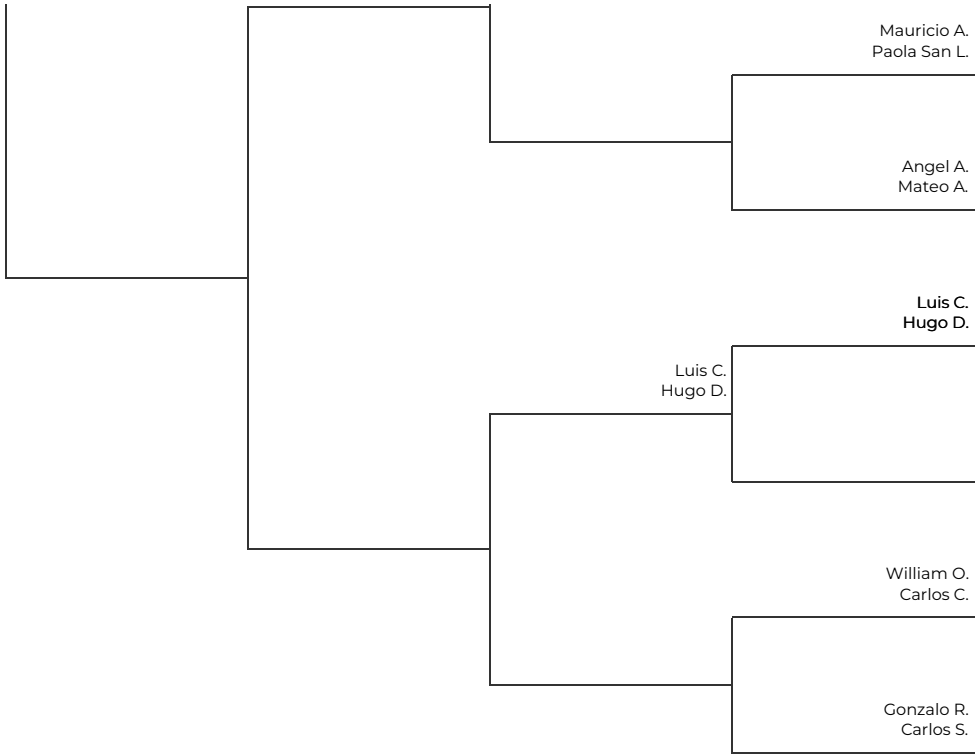 Mauricio A.
Paola San L.
Angel A.
Mateo A.
Luis C.
Hugo D.
Luis C.
Hugo D.
William O.
Carlos C.
Gonzalo R.
Carlos S.